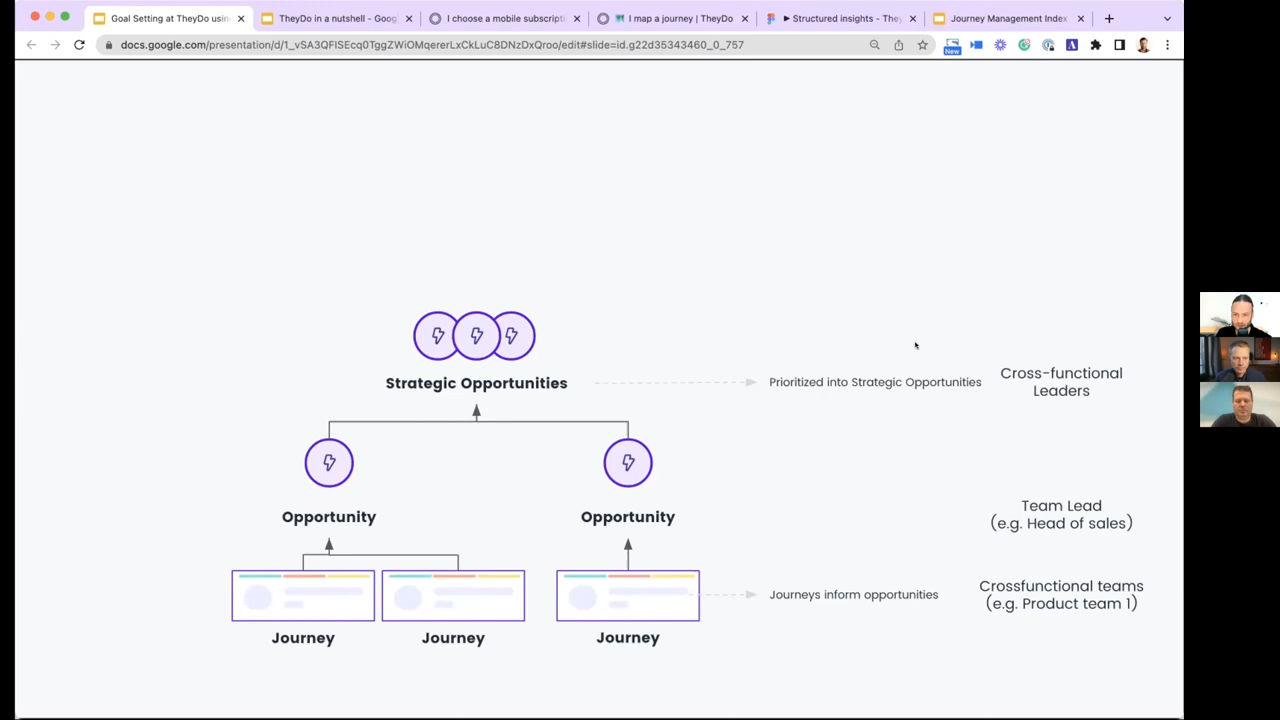 Goal Setting at TheyDo usin
TheyDo in a nutshell - Goog
I choose a mobile subscripti
I map a journey | TheyDo
Structured insights - They
Journey Management Index
docs.google.com/presentation/d/1_vSA3QFISEcq0TggZWiOMqererLxCkLuC8DNzDxQroo/edit#slide=id.g22d35343460_0_757
New
Strategic Opportunities
Prioritized into Strategic Opportunities
Cross-functional
Leaders
Opportunity
Opportunity
Team Lead
(e.g. Head of sales)
Journeys inform opportunities
Crossfunctional teams
(e.g. Product team 1)
Journey
Journey
Journey